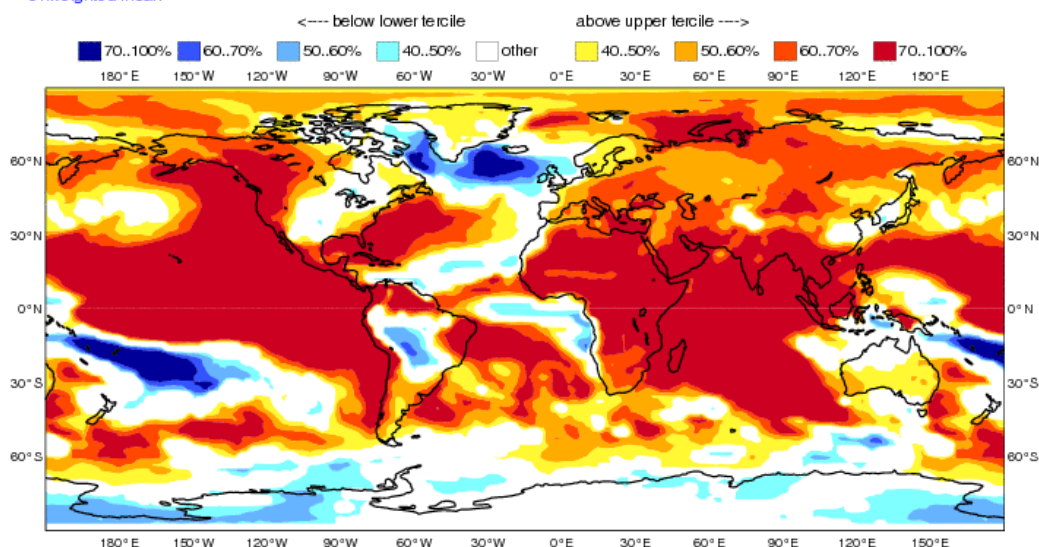 Unweighted mean
<---- below lower tercile above upper tercile ---->
70..100% 60..70% 50..60% 40..50% other 40..50% 50..60% 60..70% 70..100%
180°E 150°W 120°W 90°W 60°W 30°W 0°E 30°E 60°E 90°E 120°E 150°E
60°N 60°N
30°N 30°N
0°N 0°N
30°S 30°S
60°S 60°S
180°E 150°W 120°W 90°W 60°W 30°W 0°E 30°E 60°E 90°E 120°E 150°E